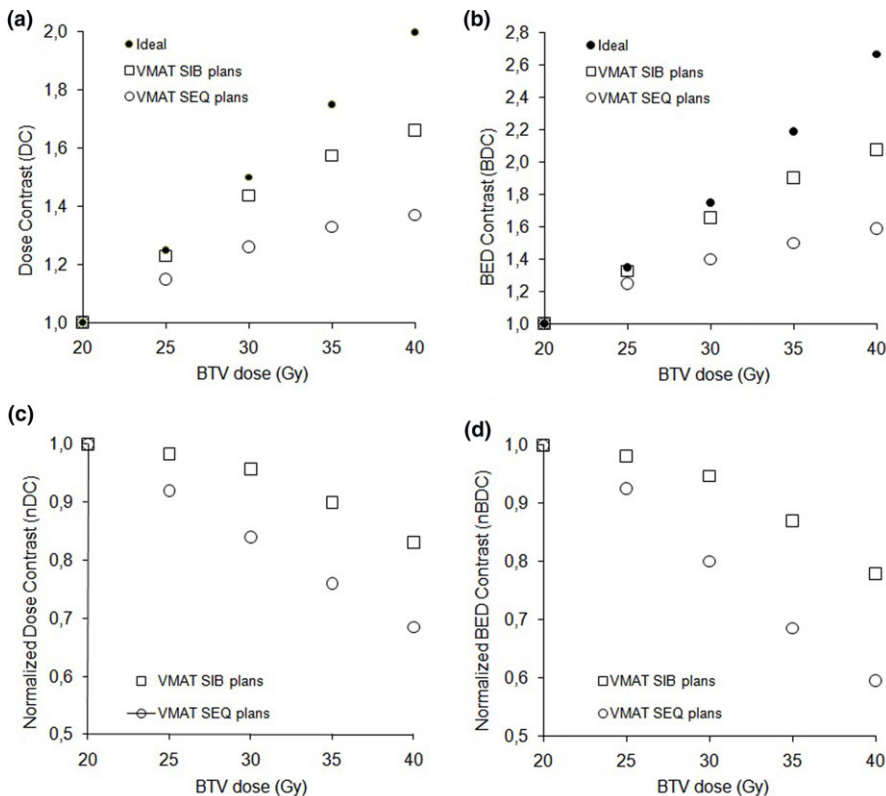 (a)
2,0
1,8
1,6
1,4
1,2
1,0
Dose Contrast (DC)
Ideal
VMAT SIB plans
VMAT SEQ plans
20 25 30 35 40
BTV dose (Gy)
(b)
2,8
2,6
2,4
2,2
2,0
1,8
1,6
1,4
1,2
1,0
BED Contrast (BDC)
Ideal
VMAT SIB plans
VMAT SEQ plans
20 25 30 35 40
BTV dose (Gy)
(c)
1,0
0,9
0,8
0,7
0,6
0,5
Normalized Dose Contrast (nDC)
VMAT SIB plans
VMAT SEQ plans
20 25 30 35 40
BTV dose (Gy)
(d)
1,0
0,9
0,8
0,7
0,6
0,5
Normalized BED Contrast (nBDC)
VMAT SIB plans
VMAT SEQ plans
20 25 30 35 40
BTV dose (Gy)